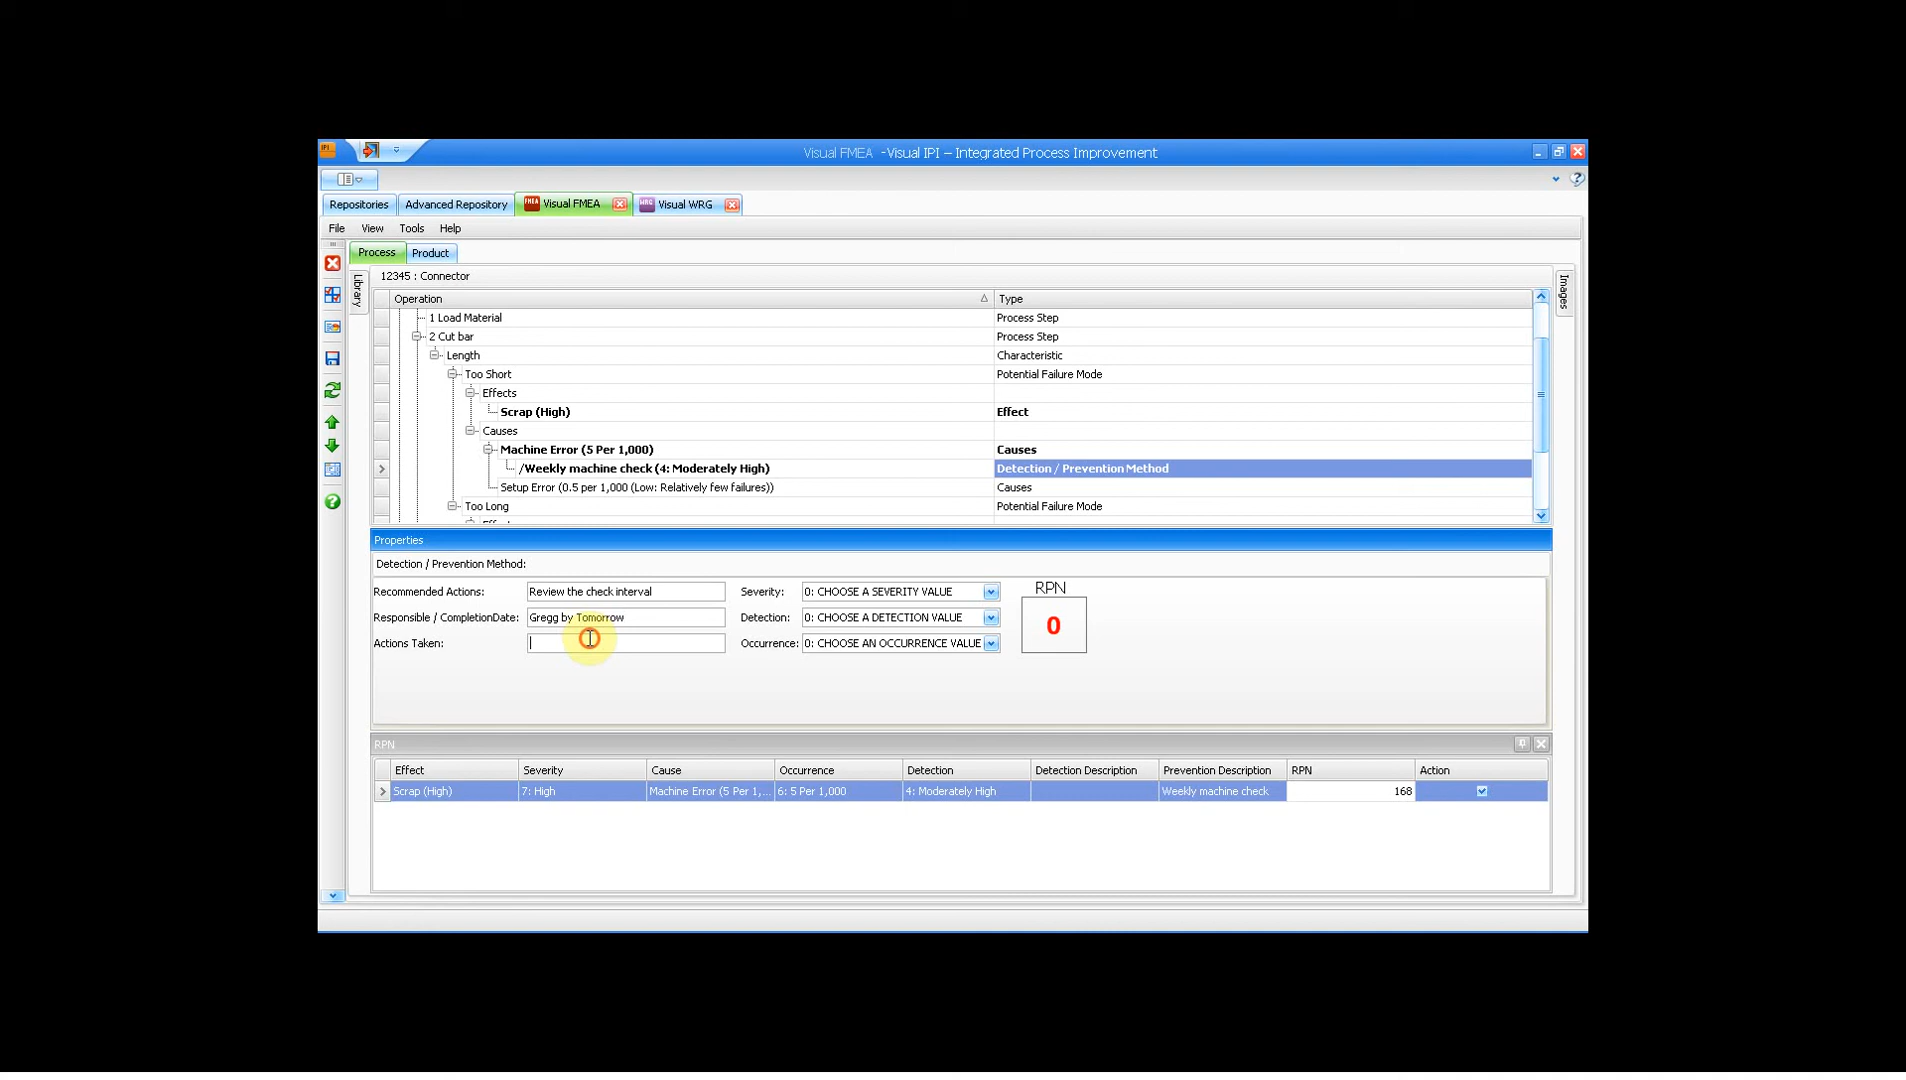 IPI
Visual FMEA -Visual IPI – Integrated Process Improvement
Repositories
Advanced Repository
FMEA Visual FMEA
WRG Visual WRG
File View Tools Help
Process Product
Library
Images
12345 : Connector
Operation Type
1 Load Material Process Step
2 Cut bar Process Step
Length Characteristic
Too Short Potential Failure Mode
Effects
Scrap (High) Effect
Causes
Machine Error (5 Per 1,000) Causes
/Weekly machine check (4: Moderately High) Detection / Prevention Method
Setup Error (0.5 per 1,000 (Low: Relatively few failures)) Causes
Too Long Potential Failure Mode
Properties
Detection / Prevention Method:
Recommended Actions: Review the check interval Severity: 0: CHOOSE A SEVERITY VALUE RPN
Responsible / CompletionDate: Gregg by Tomorrow Detection: 0: CHOOSE A DETECTION VALUE 0
Actions Taken: Occurrence: 0: CHOOSE AN OCCURRENCE VALUE
RPN
Effect Severity Cause Occurrence Detection Detection Description Prevention Description RPN Action
Scrap (High) 7: High Machine Error (5 Per 1,... 6: 5 Per 1,000 4: Moderately High Weekly machine check 168